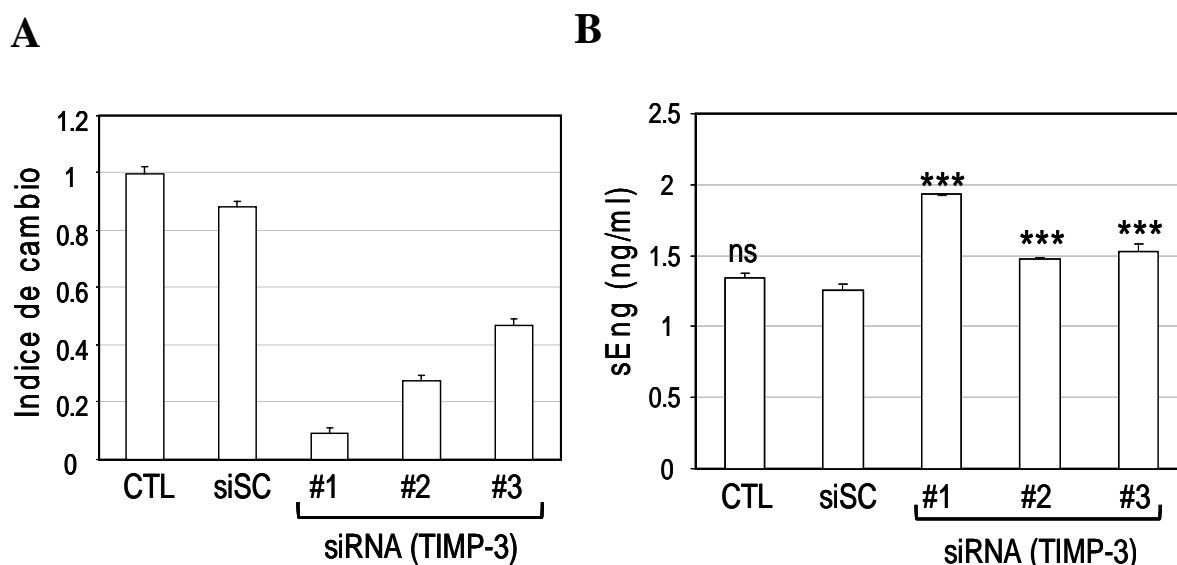 A
Indice de cambio
1.2
1
0.8
0.6
0.4
0.2
0
CTL siSC #1 #2 #3
siRNA (TIMP-3)
B
sEng (ng/ml)
2.5
2
1.5
1
0.5
0
ns *** *** ***
CTL siSC #1 #2 #3
siRNA (TIMP-3)